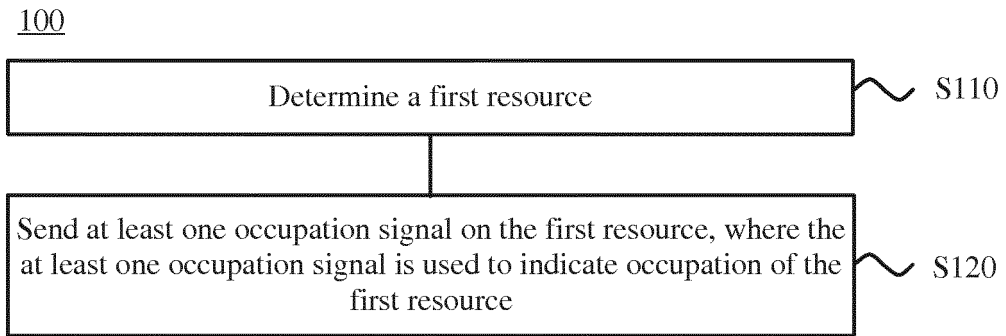 100
Determine a first resource
S110
Send at least one occupation signal on the first resource, where the
at least one occupation signal is used to indicate occupation of the
first resource
S120